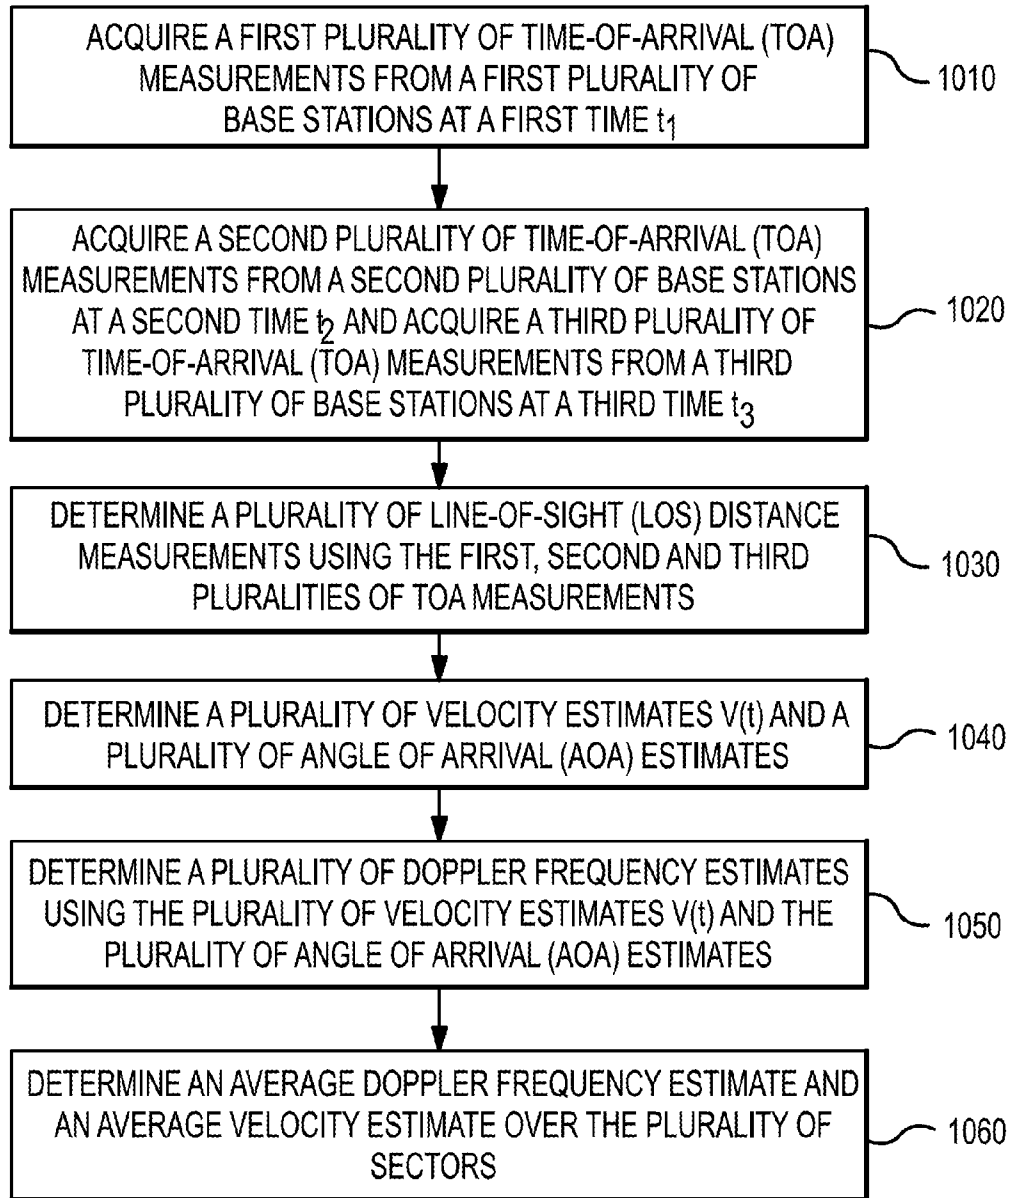 ACQUIRE A FIRST PLURALITY OF TIME-OF-ARRIVAL (TOA)
MEASUREMENTS FROM A FIRST PLURALITY OF
BASE STATIONS AT A FIRST TIME t1
1010
ACQUIRE A SECOND PLURALITY OF TIME-OF-ARRIVAL (TOA)
MEASUREMENTS FROM A SECOND PLURALITY OF BASE STATIONS
AT A SECOND TIME t2 AND ACQUIRE A THIRD PLURALITY OF
TIME-OF-ARRIVAL (TOA) MEASUREMENTS FROM A THIRD
PLURALITY OF BASE STATIONS AT A THIRD TIME t3
1020
DETERMINE A PLURALITY OF LINE-OF-SIGHT (LOS) DISTANCE
MEASUREMENTS USING THE FIRST, SECOND AND THIRD
PLURALITIES OF TOA MEASUREMENTS
1030
DETERMINE A PLURALITY OF VELOCITY ESTIMATES V(t) AND A
PLURALITY OF ANGLE OF ARRIVAL (AOA) ESTIMATES
1040
DETERMINE A PLURALITY OF DOPPLER FREQUENCY ESTIMATES
USING THE PLURALITY OF VELOCITY ESTIMATES V(t) AND THE
PLURALITY OF ANGLE OF ARRIVAL (AOA) ESTIMATES
1050
DETERMINE AN AVERAGE DOPPLER FREQUENCY ESTIMATE AND
AN AVERAGE VELOCITY ESTIMATE OVER THE PLURALITY OF
SECTORS
1060